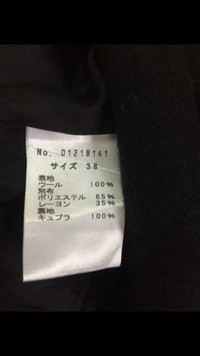 No. 01218141
サイズ 38
表地
ウール 100%
別布
ポリエステル 65%
レーヨン 35%
裏地
キュプラ 100%